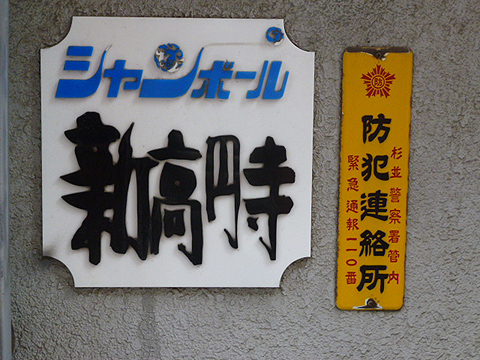 シャンボール
新高円寺
防
防犯連絡所
杉並警察署管内
緊急通報一一〇番